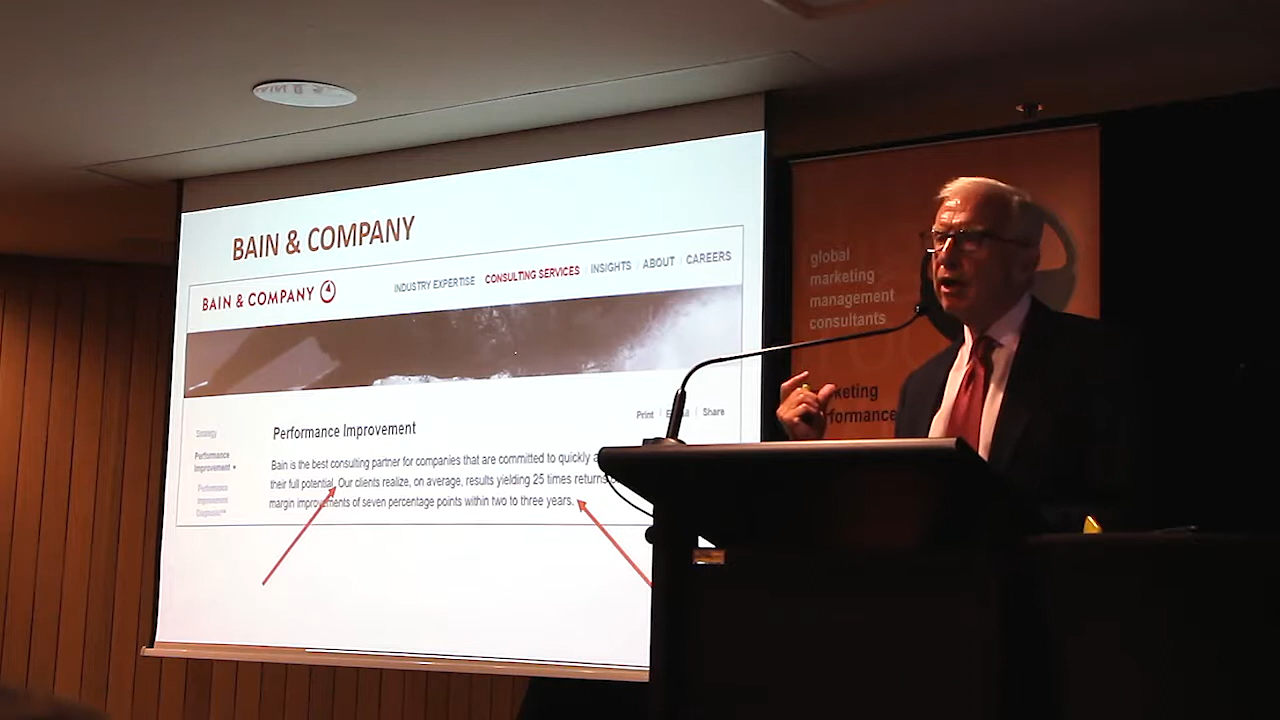 BAIN & COMPANY
BAIN & COMPANY 4
INDUSTRY EXPERTISE CONSULTING SERVICES INSIGHTS ABOUT CAREERS
Print Share
Strategy
Performance
Improvement
Performance
Improvement
Performance Improvement
Bain is the best consulting partner for companies that are committed to quickly
their full potential. Our clients realize, on average, results yielding 25 times returns
margin improvements of seven percentage points within two to three years.
global
marketing
management
consultants